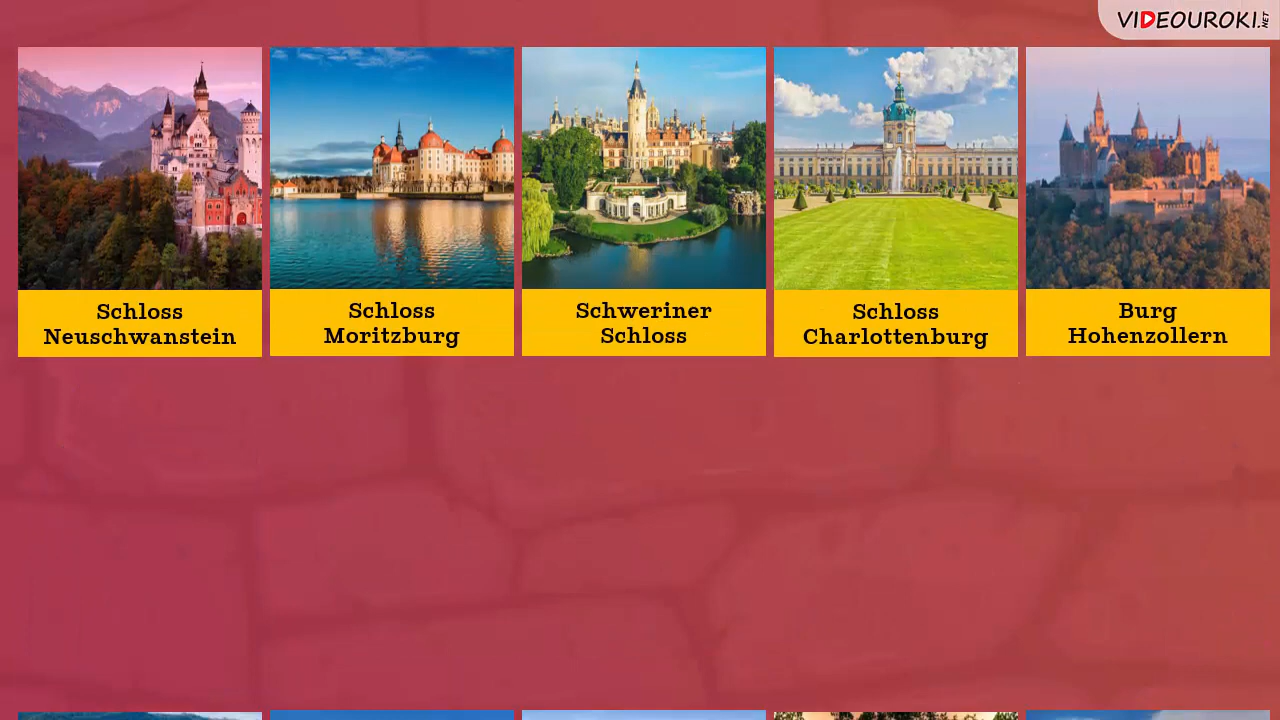 VIDEOUROKI.NET
Schloss
Neuschwanstein
Schloss
Moritzburg
Schweriner
Schloss
Schloss
Charlottenburg
Burg
Hohenzollern